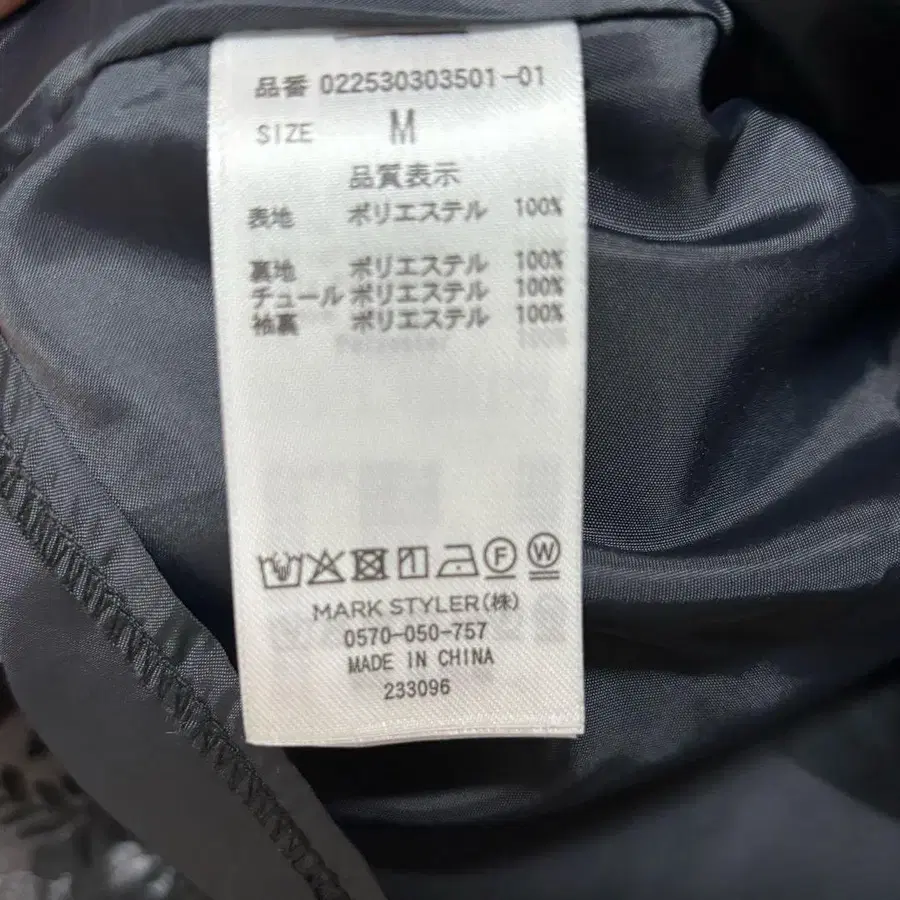 品番 022530303501-01
SIZE M
品質表示
表地 ポリエステル 100%
裏地 ポリエステル 100%
チュール ポリエステル 100%
袖裏 ポリエステル 100%
F W
MARK STYLER(株)
0570-050-757
MADE IN CHINA
233096